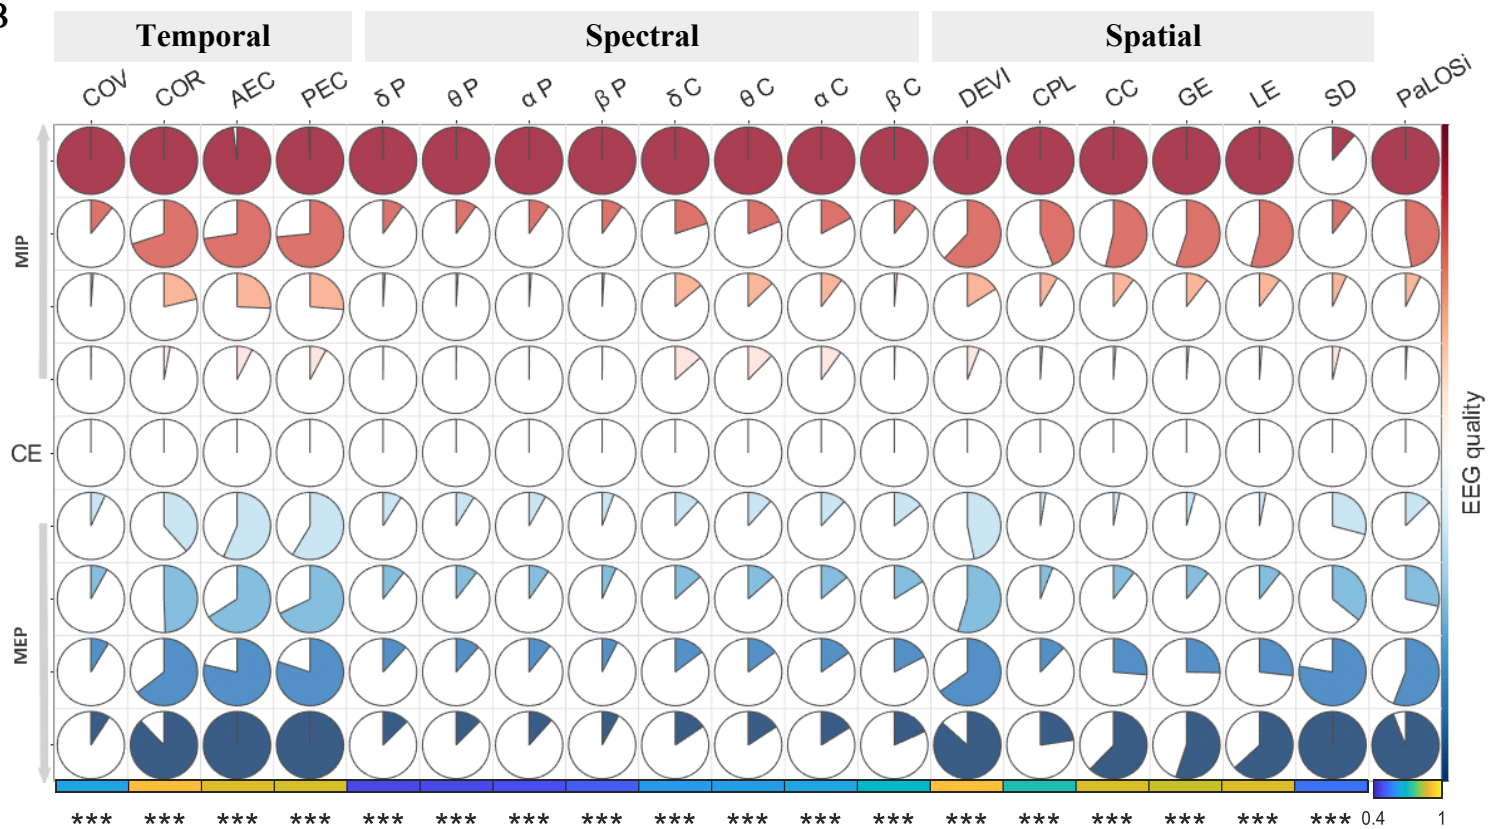 B
Temporal Spectral Spatial
COV COR AEC PEC δ P θ P α P β P δ C θ C α C β C DEVI CPL CC GE LE SD PaLOSi
MIP
CE
MEP
EEG quality
*** *** *** *** *** *** *** *** *** *** *** *** *** *** *** *** *** *** 0.4 1